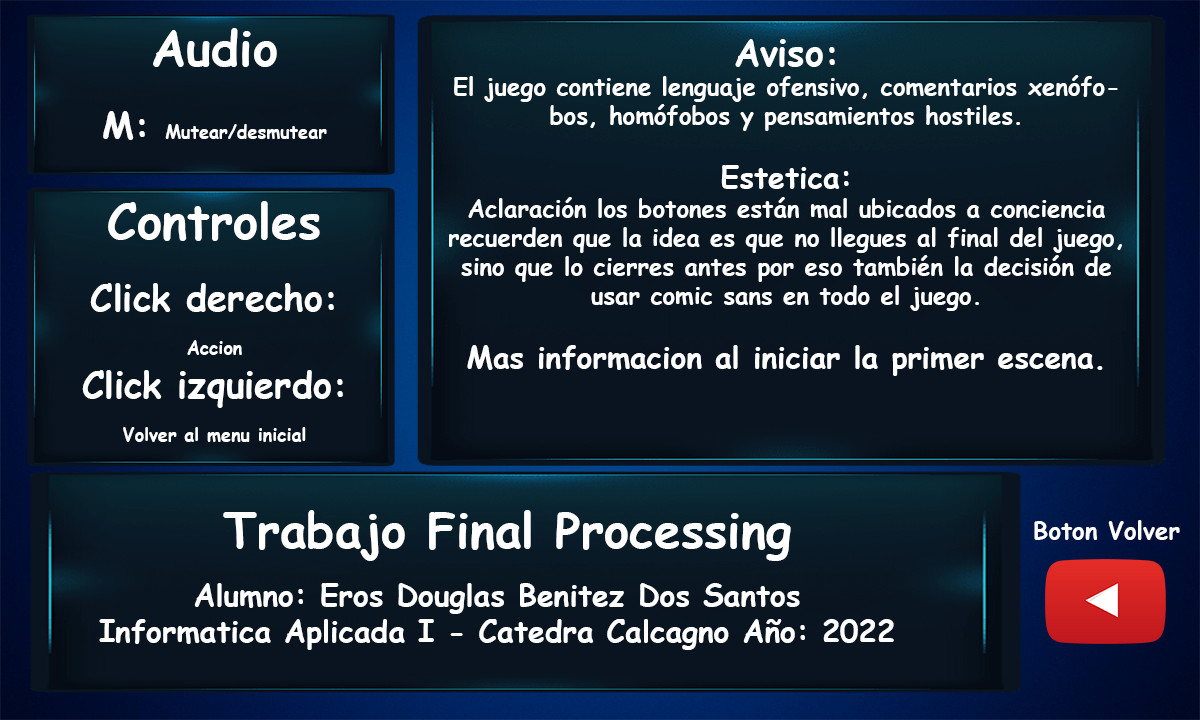 Audio
M: Mutear/desmutear
Controles
Click derecho:
Accion
Click izquierdo:
Volver al menu inicial
Aviso:
El juego contiene lenguaje ofensivo, comentarios xenófo-
bos, homófobos y pensamientos hostiles.
Estetica:
Aclaración los botones están mal ubicados a conciencia
recuerden que la idea es que no llegues al final del juego,
sino que lo cierres antes por eso también la decisión de
usar comic sans en todo el juego.
Mas informacion al iniciar la primer escena.
Trabajo Final Processing
Alumno: Eros Douglas Benitez Dos Santos
Informatica Aplicada I - Catedra Calcagno Año: 2022
Boton Volver